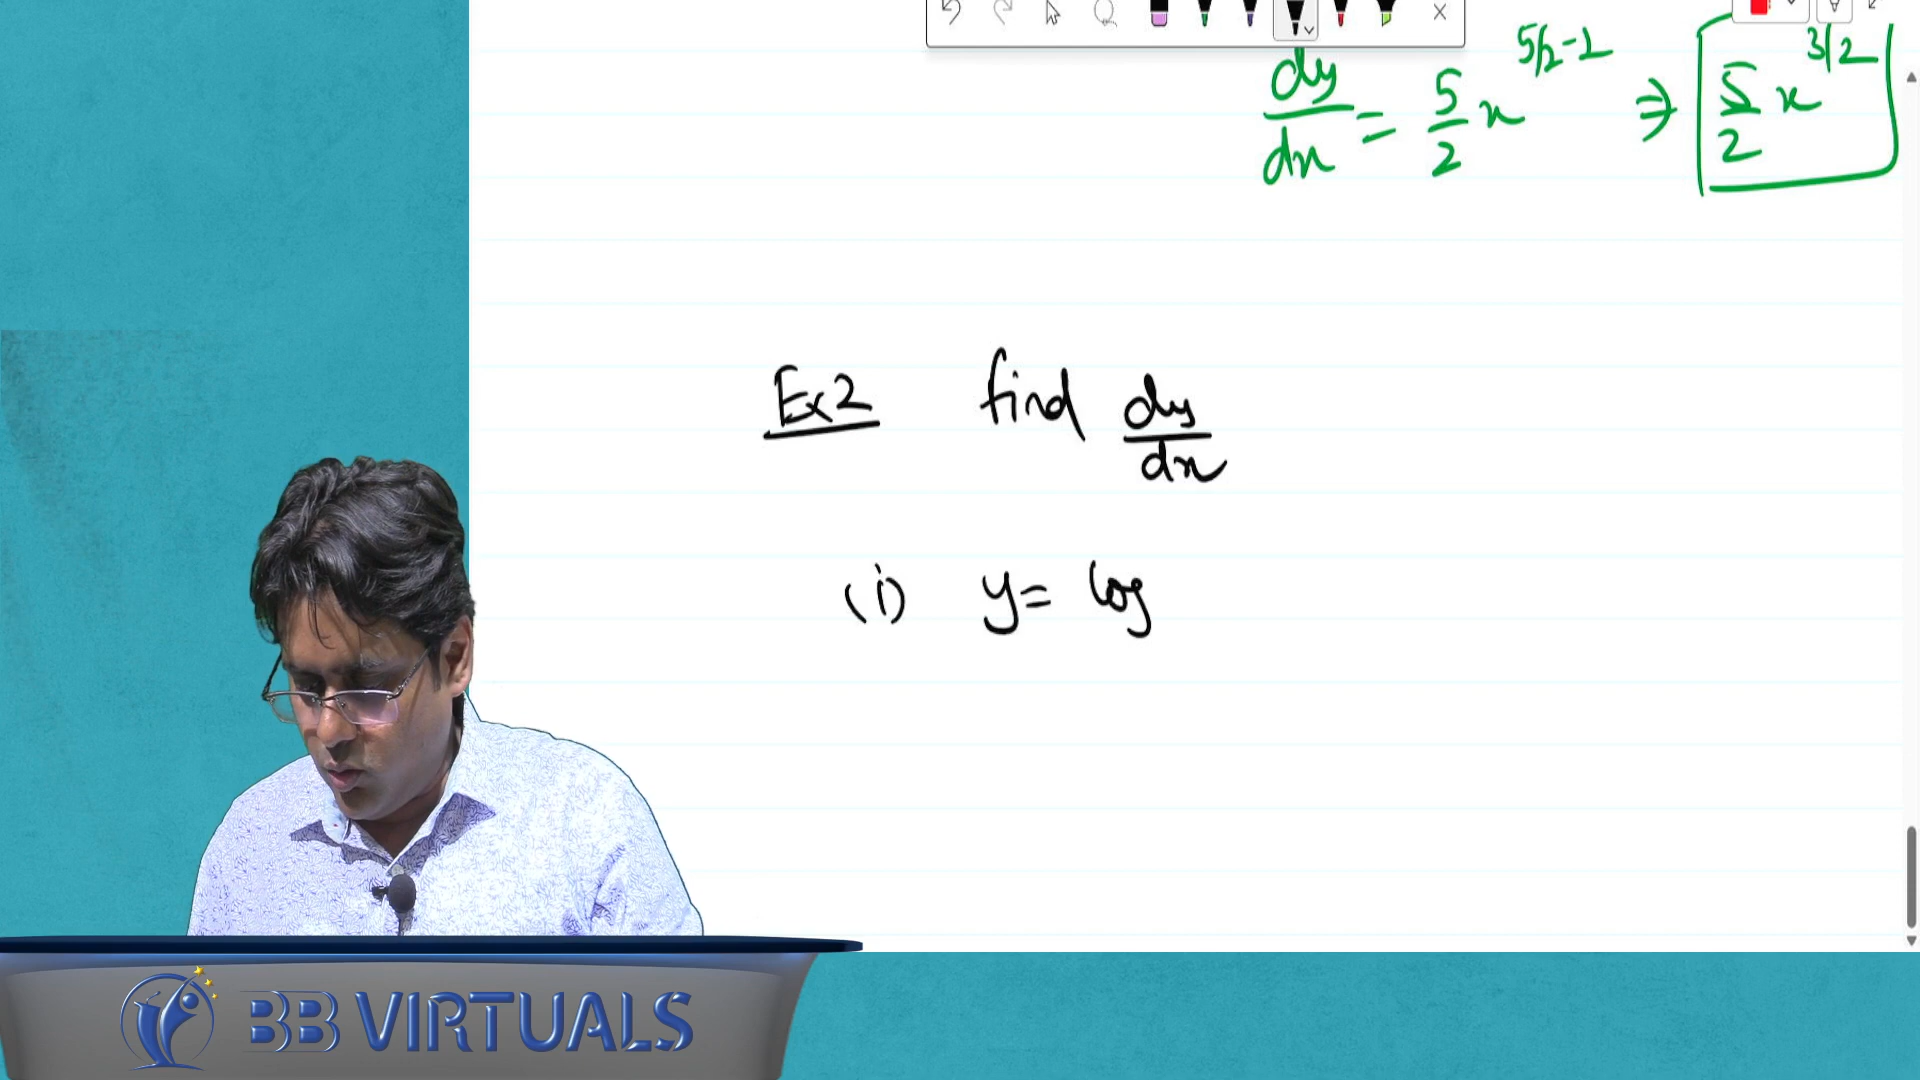 dy/dx = 5/2 x^5/2-1 ⇒ 5/2 x^3/2
Ex2 find dy/dx
(i) y= log
BB VIRTUALS